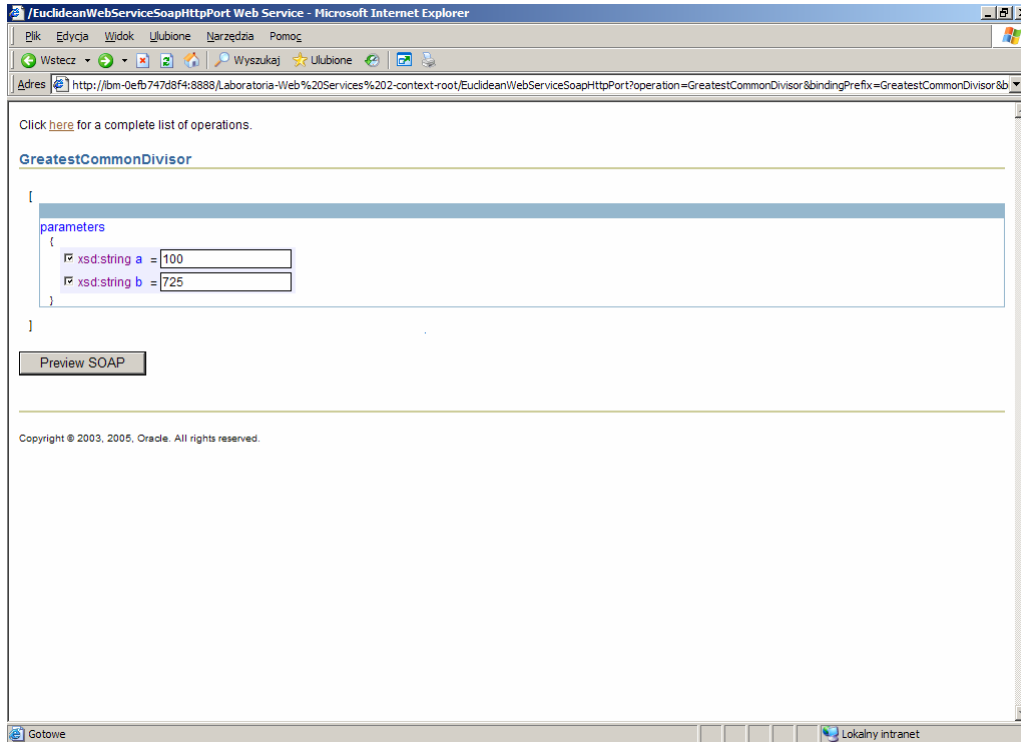 /EuclideanWebServiceSoapHttpPort Web Service - Microsoft Internet Explorer
Plik Edycja Widok Ulubione Narzędzia Pomoc
Wstecz Wyszukaj Ulubione
Adres http://ibm-0efb747d8f4:8888/Laboratoria-Web%20Services%202-context-root/EuclideanWebServiceSoapHttpPort?operation=GreatestCommonDivisor&bindingPrefix=GreatestCommonDivisor&b
Click here for a complete list of operations.
GreatestCommonDivisor
[
parameters
{
xsd:string a = 100
xsd:string b = 725
}
]
Preview SOAP
Copyright © 2003, 2005, Oracle. All rights reserved.
Gotowe Lokalny intranet